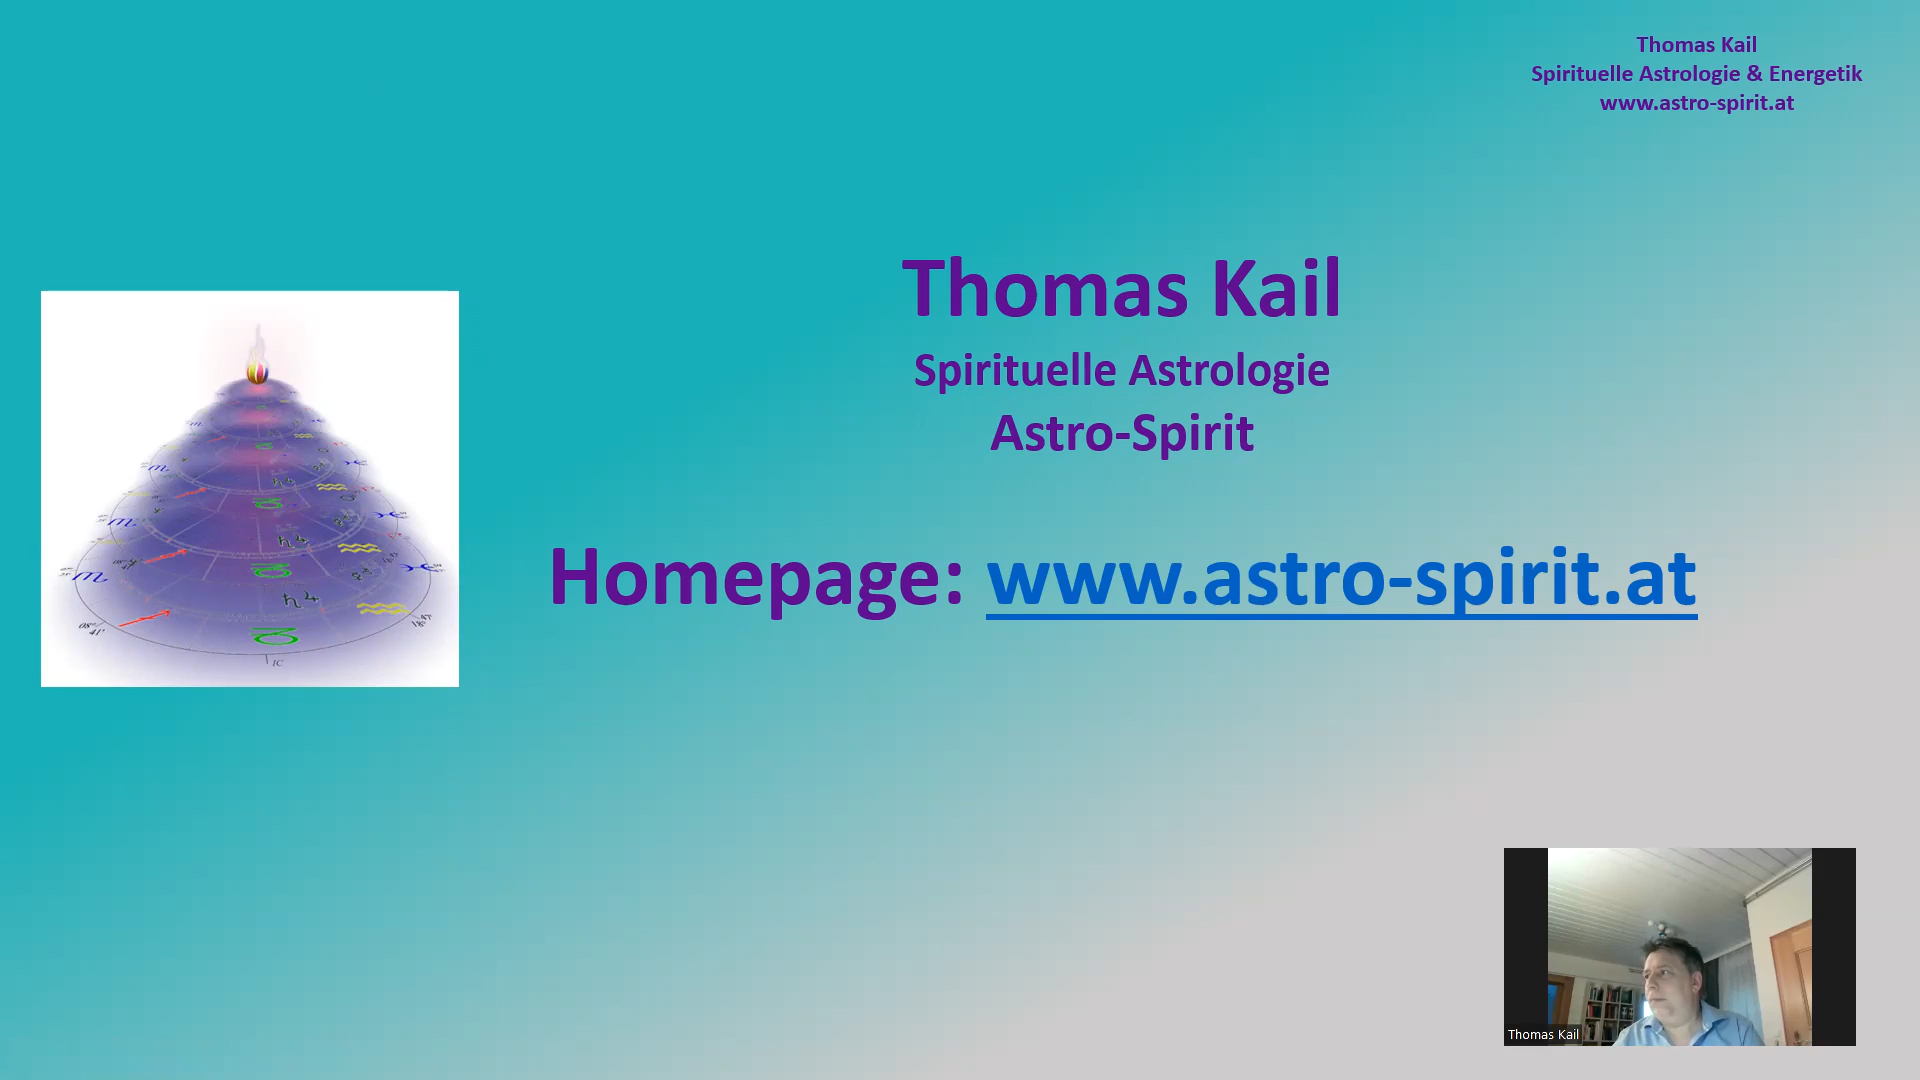 Thomas Kail
Spirituelle Astrologie & Energetik
www.astro-spirit.at
Thomas Kail
Spirituelle Astrologie
Astro-Spirit
Homepage: www.astro-spirit.at
IC
Thomas Kail